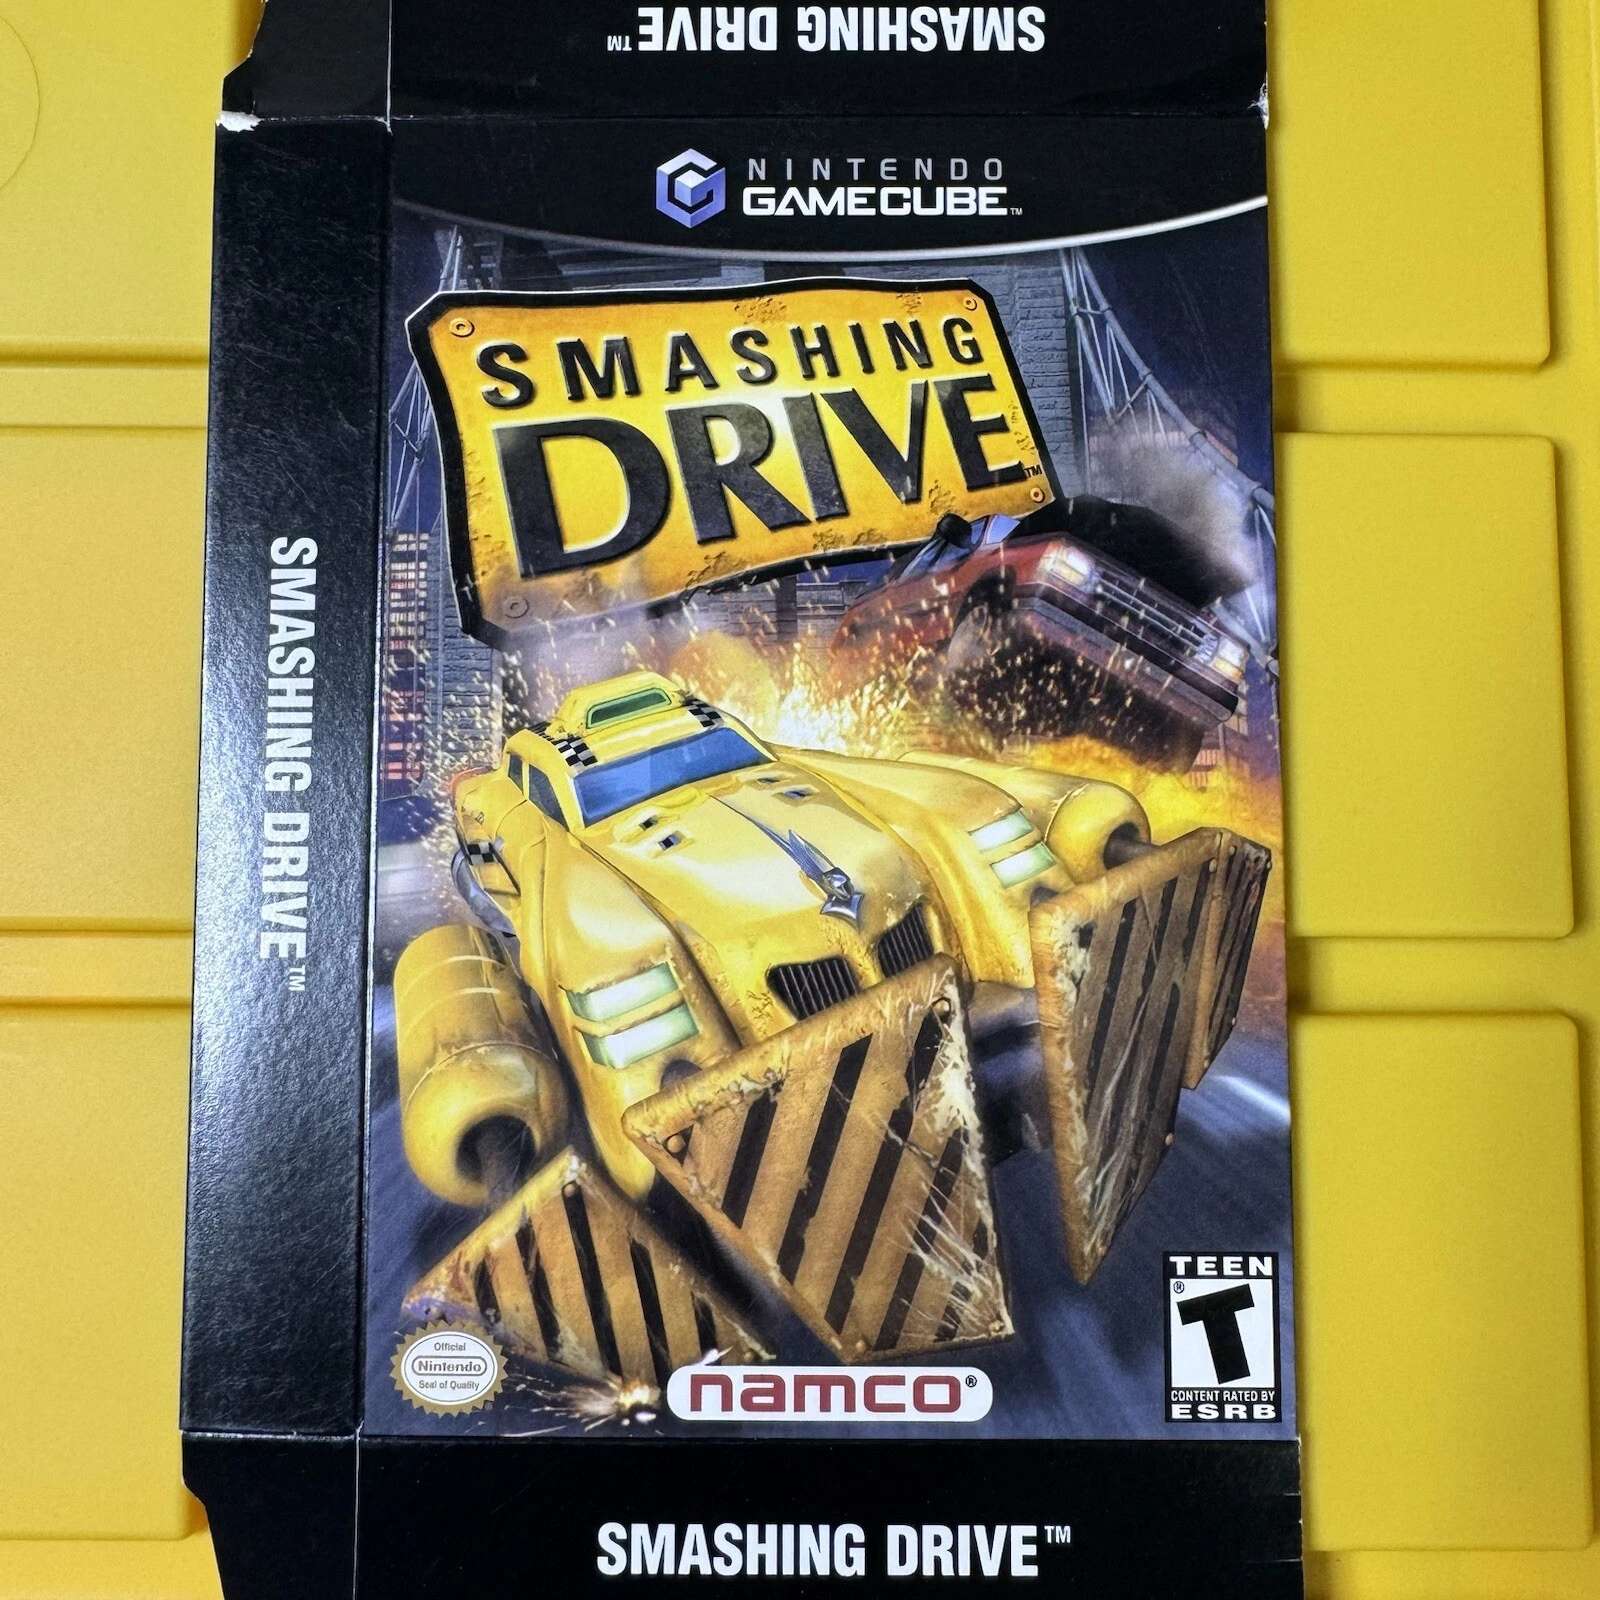 SMASHING DRIVE™
NINTENDO
GAMECUBE™
SMASHING
DRIVE™
SMASHING DRIVE™
TEEN
T®
CONTENT RATED BY
ESRB
Official
Nintendo
Seal of Quality
namco®
SMASHING DRIVE™